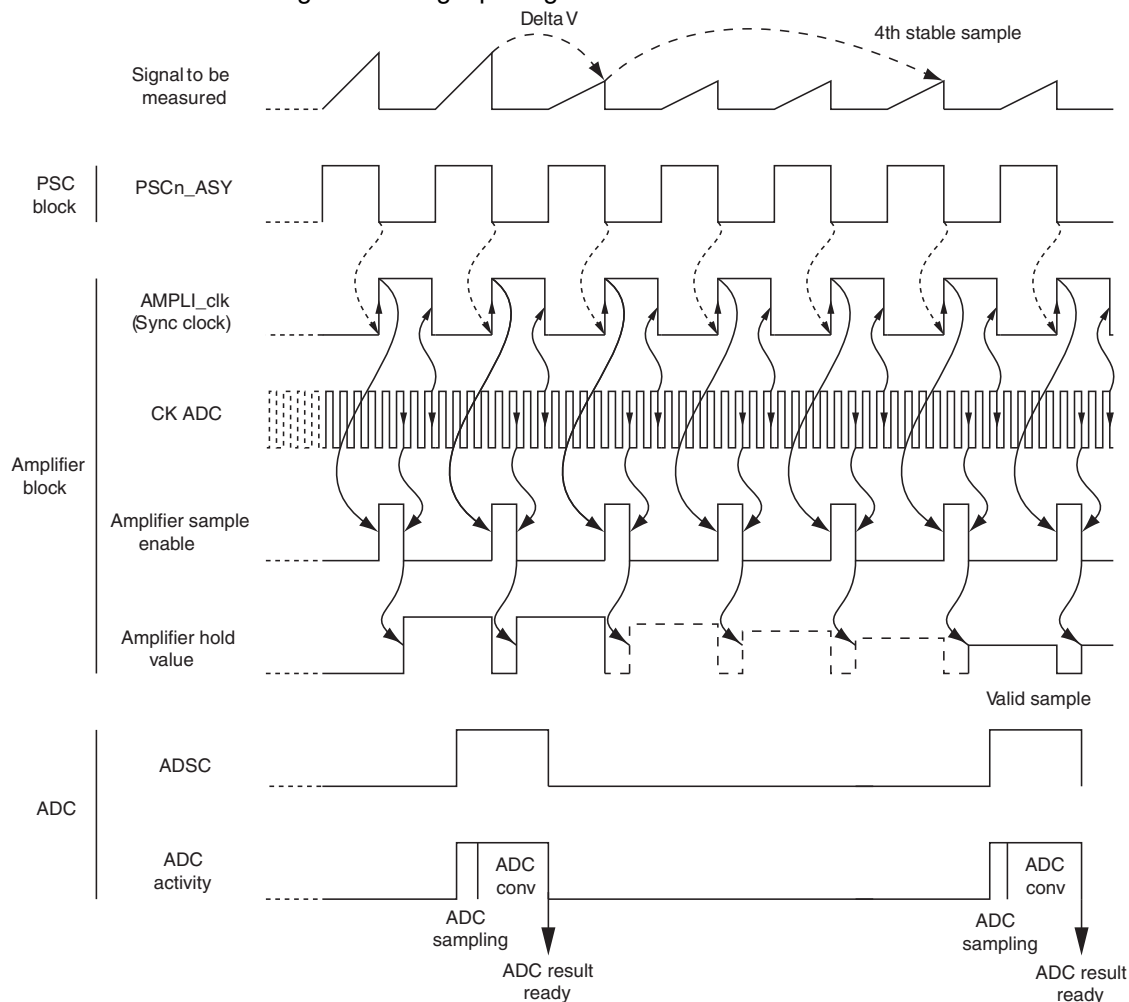 Delta V
4th stable sample
Signal to be
measured
PSC
block
PSCn_ASY
AMPLI_clk
(Sync clock)
CK ADC
Amplifier
block
Amplifier sample
enable
Amplifier hold
value
Valid sample
ADSC
ADC
ADC
activity
ADC
conv
ADC
conv
ADC
sampling
ADC
sampling
ADC result
ready
ADC result
ready